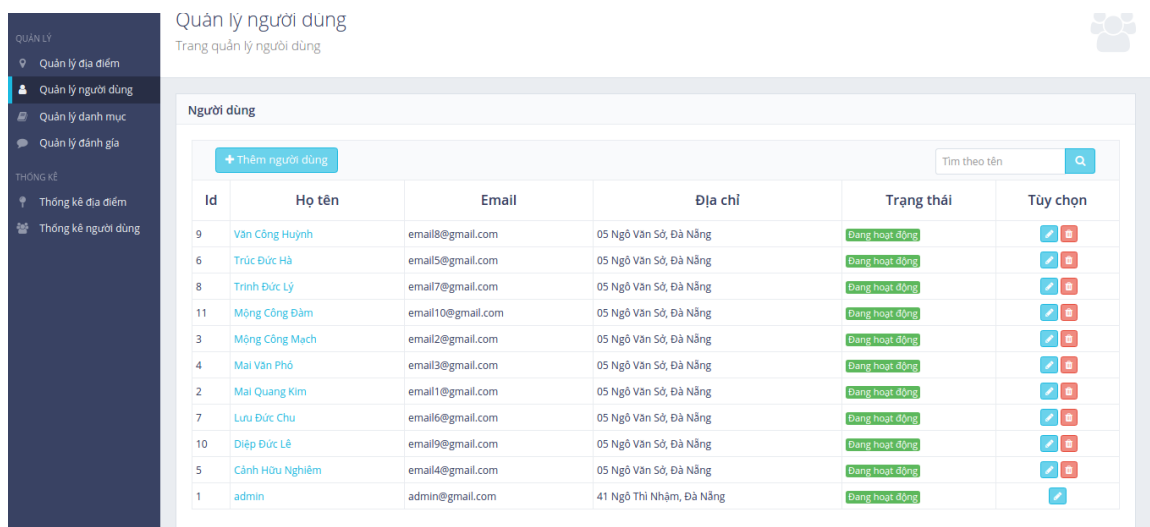 QUẢN LÝ
Quản lý địa điểm
Quản lý người dùng
Quản lý danh mục
Quản lý đánh gía
THỐNG KÊ
Thống kê địa điểm
Thống kê người dùng
Quản lý người dùng
Trang quản lý người dùng
Người dùng
Thêm người dùng
Tìm theo tên
Id Họ tên Email Địa chỉ Trạng thái Tùy chọn
9 Văn Công Huỳnh email8@gmail.com 05 Ngô Văn Sở, Đà Nẵng Đang hoạt động
6 Trúc Đức Hà email5@gmail.com 05 Ngô Văn Sở, Đà Nẵng Đang hoạt động
8 Trinh Đức Lý email7@gmail.com 05 Ngô Văn Sở, Đà Nẵng Đang hoạt động
11 Mộng Công Đàm email10@gmail.com 05 Ngô Văn Sở, Đà Nẵng Đang hoạt động
3 Mộng Công Mạch email2@gmail.com 05 Ngô Văn Sở, Đà Nẵng Đang hoạt động
4 Mai Văn Phó email3@gmail.com 05 Ngô Văn Sở, Đà Nẵng Đang hoạt động
2 Mai Quang Kim email1@gmail.com 05 Ngô Văn Sở, Đà Nẵng Đang hoạt động
7 Lưu Đức Chu email6@gmail.com 05 Ngô Văn Sở, Đà Nẵng Đang hoạt động
10 Diệp Đức Lê email9@gmail.com 05 Ngô Văn Sở, Đà Nẵng Đang hoạt động
5 Cảnh Hữu Nghiêm email4@gmail.com 05 Ngô Văn Sở, Đà Nẵng Đang hoạt động
1 admin admin@gmail.com 41 Ngô Thì Nhậm, Đà Nẵng Đang hoạt động